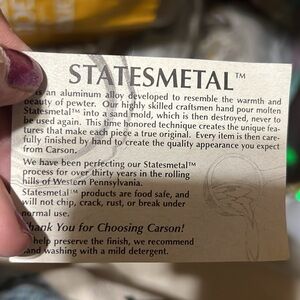 STATESMETAL™
is an aluminum alloy developed to resemble the warmth and
beauty of pewter. Our highly skilled craftsmen hand pour molten
Statesmetal™ into a sand mold, which is then destroyed, never to
be used again. This time honored technique creates the unique fea-
tures that make each piece a true original. Every item is then care-
fully finished by hand to create the quality appearance you expect
from Carson.
We have been perfecting our Statesmetal™
process for over thirty years in the rolling
hills of Western Pennsylvania.
Statesmetal™ products are food safe, and
will not chip, crack, rust, or break under
normal use.
Thank You for Choosing Carson!
help preserve the finish, we recommend
hand washing with a mild detergent.